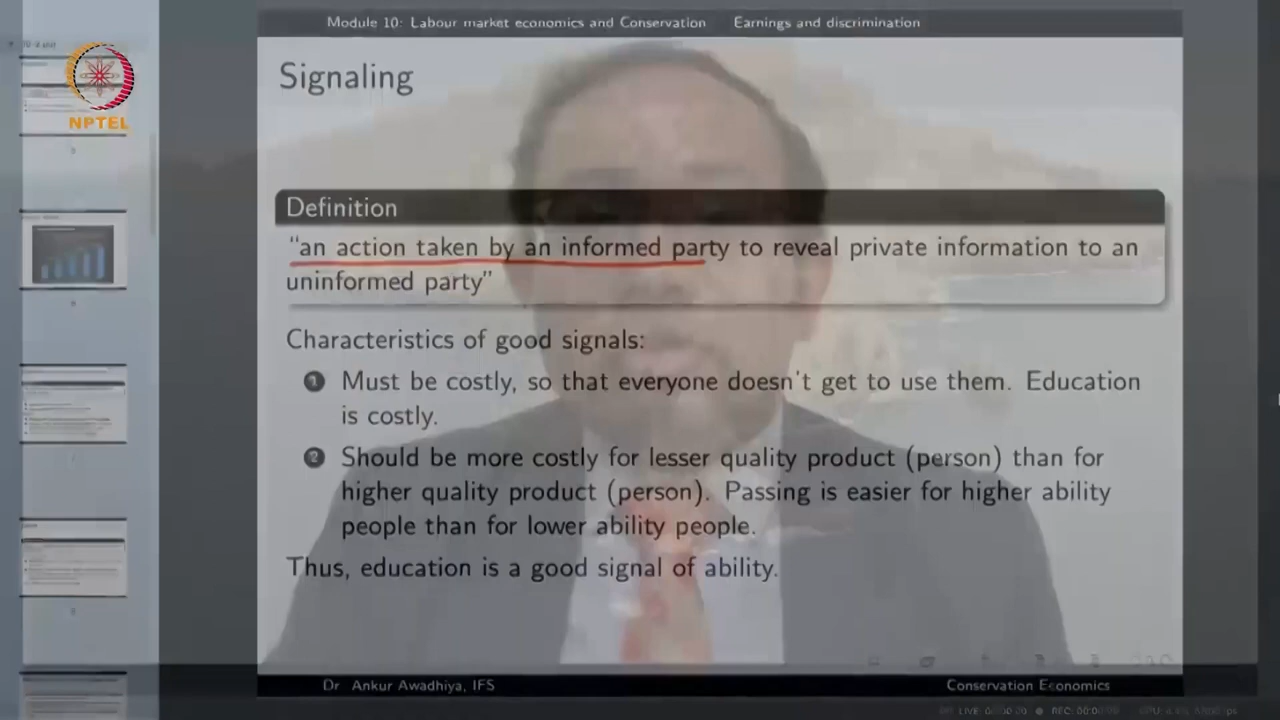 Module 10: Labour market economics and Conservation Earnings and discrimination
NPTEL
Signaling
Definition
“an action taken by an informed party to reveal private information to an
uninformed party”
Characteristics of good signals:
1 Must be costly, so that everyone doesn't get to use them. Education
is costly.
2 Should be more costly for lesser quality product (person) than for
higher quality product (person). Passing is easier for higher ability
people than for lower ability people.
Thus, education is a good signal of ability.
Dr Ankur Awadhiya, IFS Conservation Economics